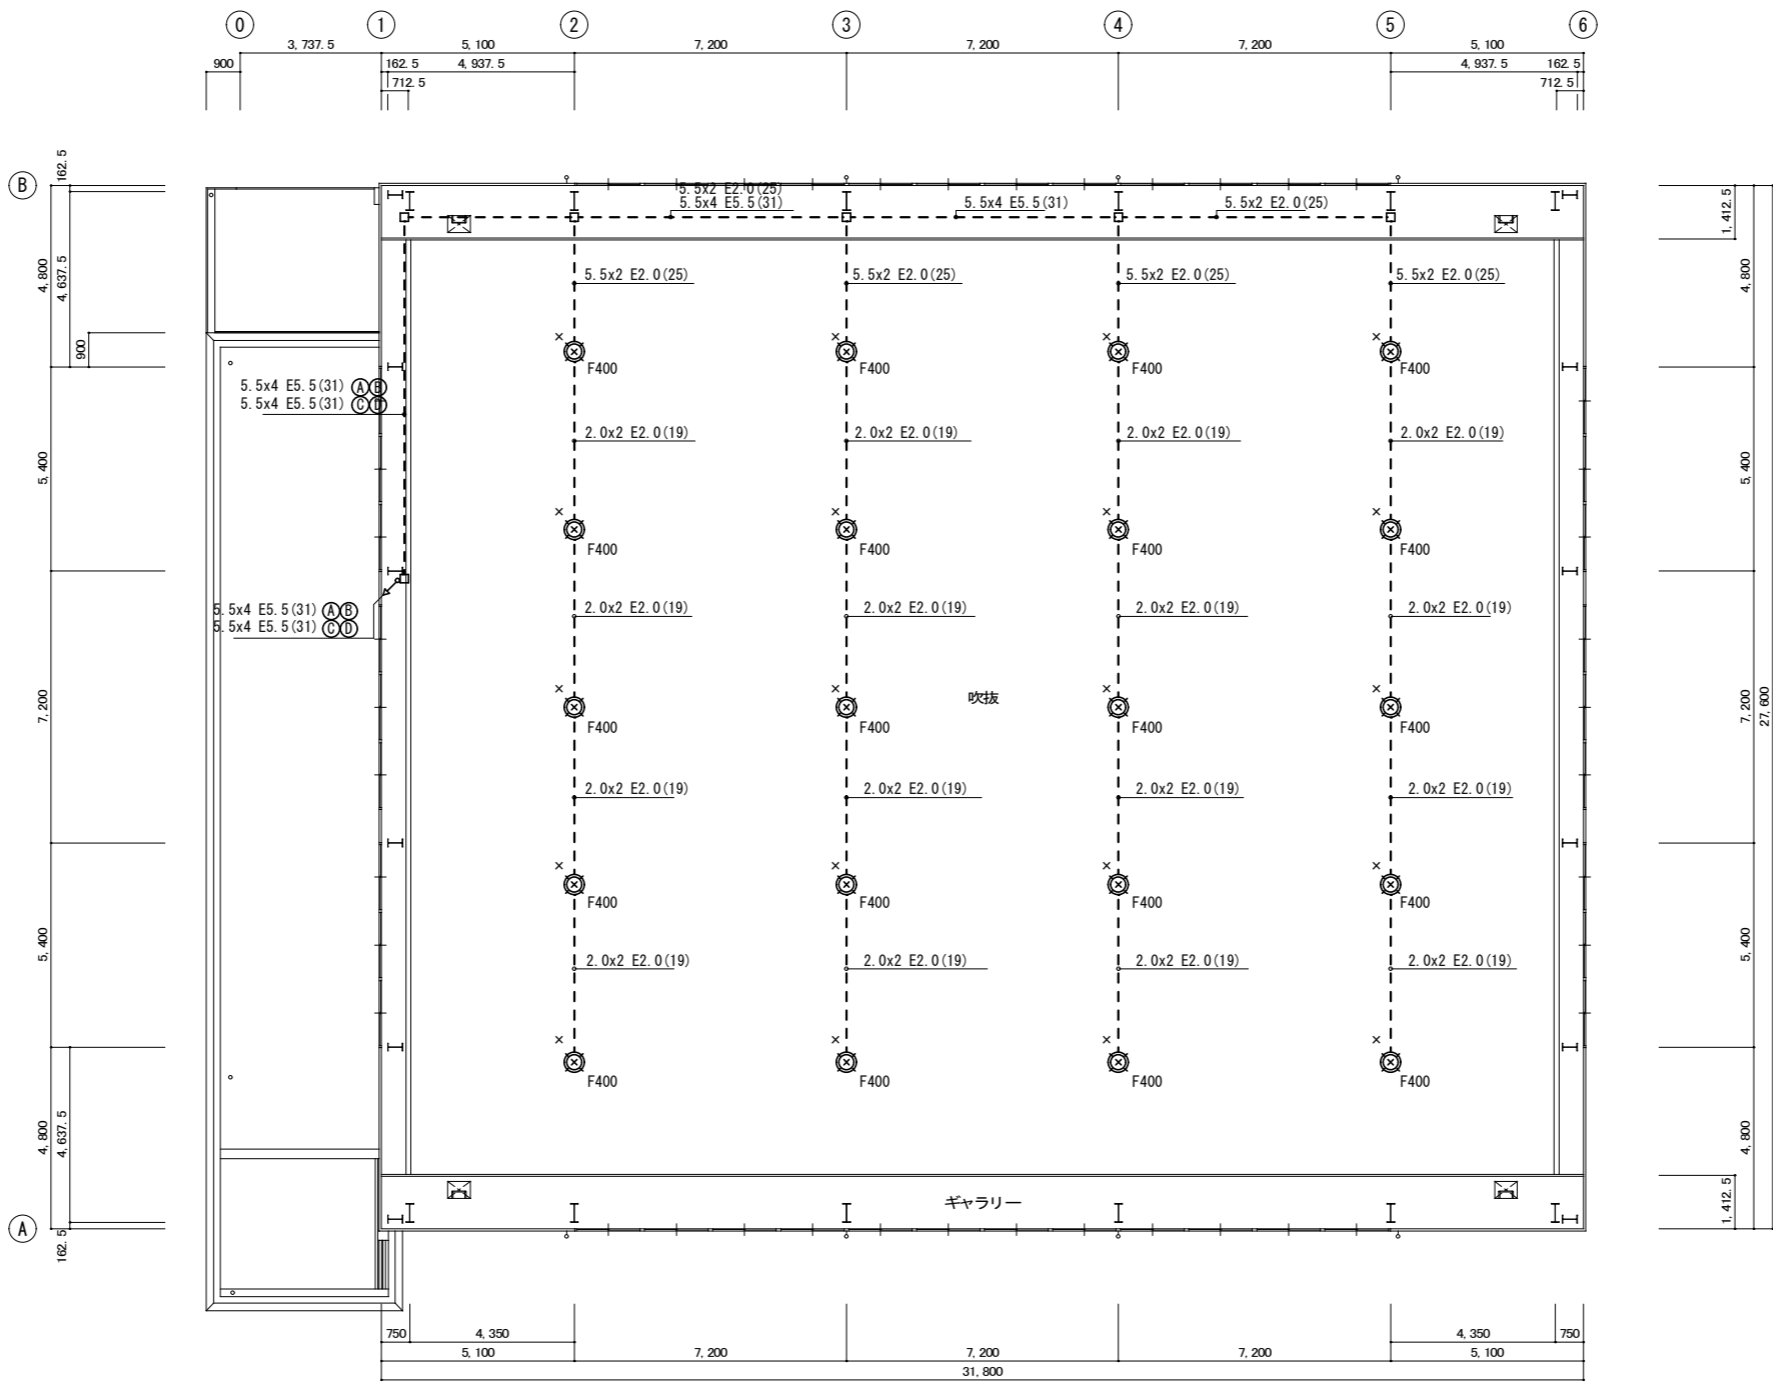 0 1 2 3 4 5 6
3,737.5 5,100 7,200 7,200 7,200 5,100
900 162.5 4,937.5 4,937.5 162.5
712.5 712.5
B
162.5
4,800
4,637.5
900
5,400
7,200
5,400
4,800
4,637.5
162.5
A
1,412.5
4,800
5,400
7,200
27,600
5,400
4,800
1,412.5
5.5x2 E2.0(25)
5.5x4 E5.5(31) 5.5x4 E5.5(31) 5.5x2 E2.0(25)
5.5x2 E2.0(25) 5.5x2 E2.0(25) 5.5x2 E2.0(25) 5.5x2 E2.0(25)
F400 F400 F400 F400
5.5x4 E5.5(31) A B
5.5x4 E5.5(31) C D
2.0x2 E2.0(19) 2.0x2 E2.0(19) 2.0x2 E2.0(19) 2.0x2 E2.0(19)
F400 F400 F400 F400
5.5x4 E5.5(31) A B
5.5x4 E5.5(31) C D
2.0x2 E2.0(19) 2.0x2 E2.0(19) 2.0x2 E2.0(19) 2.0x2 E2.0(19)
吹抜
F400 F400 F400 F400
2.0x2 E2.0(19) 2.0x2 E2.0(19) 2.0x2 E2.0(19) 2.0x2 E2.0(19)
F400 F400 F400 F400
2.0x2 E2.0(19) 2.0x2 E2.0(19) 2.0x2 E2.0(19) 2.0x2 E2.0(19)
F400 F400 F400 F400
ギャラリー
750 4,350 4,350 750
5,100 7,200 7,200 7,200 5,100
31,800